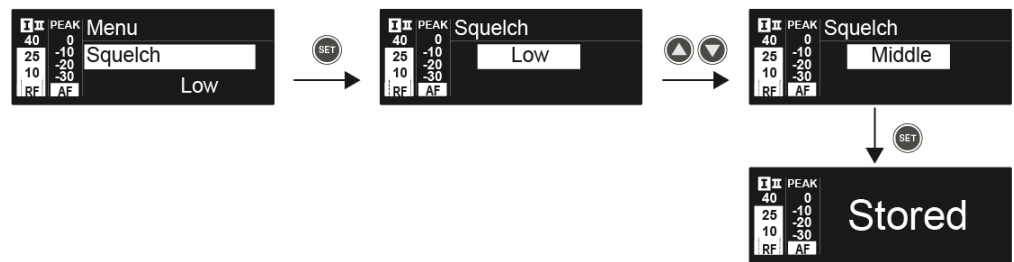 I II PEAK Menu
40 0
25 -10 Squelch
-20
10 -30
Low
RF AF
SET
I II PEAK Squelch
40 0
25 -10 Low
-20
10 -30
RF AF
I II PEAK Squelch
40 0
25 -10 Middle
-20
10 -30
RF AF
SET
I II PEAK
40 0
25 -10 Stored
-20
10 -30
RF AF